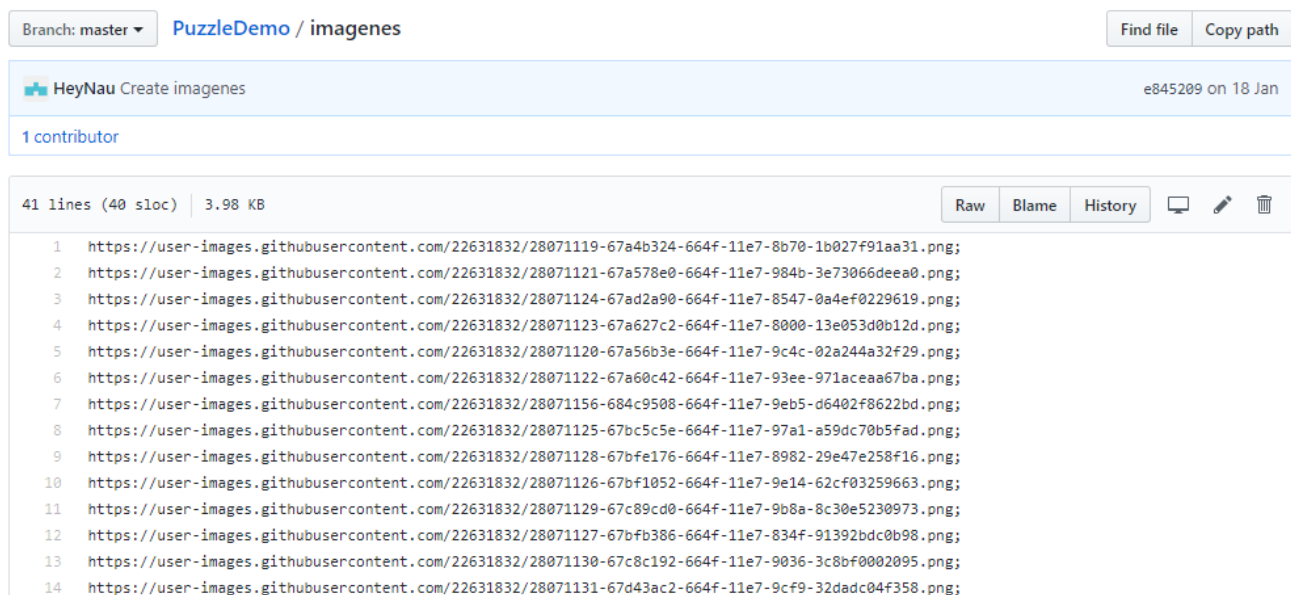 Branch: master PuzzleDemo / imagenes Find file Copy path
HeyNau Create imagenes e845209 on 18 Jan
1 contributor
41 lines (40 sloc) 3.98 KB Raw Blame History
1 https://user-images.githubusercontent.com/22631832/28071119-67a4b324-664f-11e7-8b70-1b027f91aa31.png;
2 https://user-images.githubusercontent.com/22631832/28071121-67a578e0-664f-11e7-984b-3e73066deea0.png;
3 https://user-images.githubusercontent.com/22631832/28071124-67ad2a90-664f-11e7-8547-0a4ef0229619.png;
4 https://user-images.githubusercontent.com/22631832/28071123-67a627c2-664f-11e7-8000-13e053d0b12d.png;
5 https://user-images.githubusercontent.com/22631832/28071120-67a56b3e-664f-11e7-9c4c-02a244a32f29.png;
6 https://user-images.githubusercontent.com/22631832/28071122-67a60c42-664f-11e7-93ee-971aceaa67ba.png;
7 https://user-images.githubusercontent.com/22631832/28071156-684c9508-664f-11e7-9eb5-d6402f8622bd.png;
8 https://user-images.githubusercontent.com/22631832/28071125-67bc5c5e-664f-11e7-97a1-a59dc70b5fad.png;
9 https://user-images.githubusercontent.com/22631832/28071128-67bfe176-664f-11e7-8982-29e47e258f16.png;
10 https://user-images.githubusercontent.com/22631832/28071126-67bf1052-664f-11e7-9e14-62cf03259663.png;
11 https://user-images.githubusercontent.com/22631832/28071129-67c89cd0-664f-11e7-9b8a-8c30e5230973.png;
12 https://user-images.githubusercontent.com/22631832/28071127-67bfb386-664f-11e7-834f-91392bdc0b98.png;
13 https://user-images.githubusercontent.com/22631832/28071130-67c8c192-664f-11e7-9036-3c8bf0002095.png;
14 https://user-images.githubusercontent.com/22631832/28071131-67d43ac2-664f-11e7-9cf9-32dadc04f358.png;